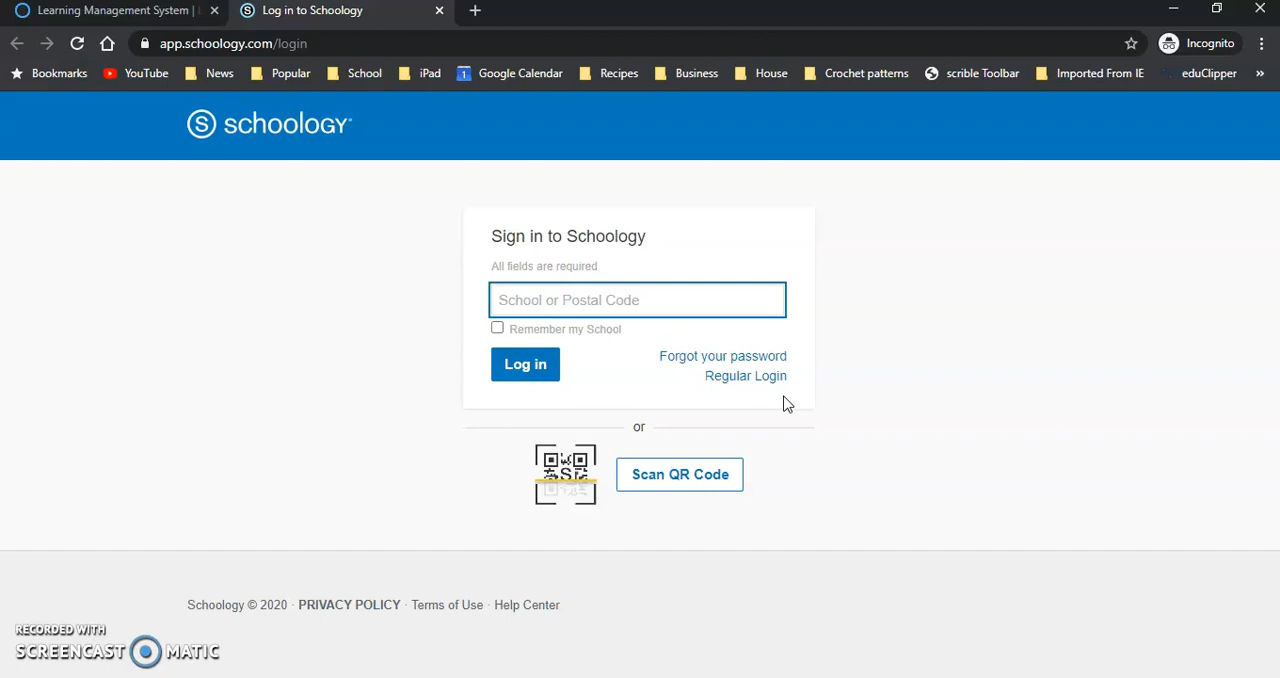 Learning Management System |
Log in to Schoology
app.schoology.com/login
Incognito
Bookmarks
YouTube
News
Popular
School
iPad
1
Google Calendar
Recipes
Business
House
Crochet patterns
scrible Toolbar
Imported From IE
eduClipper
»
S schoology
Sign in to Schoology
All fields are required
School or Postal Code
Remember my School
Log in
Forgot your password
Regular Login
or
S
Scan QR Code
Schoology © 2020 · PRIVACY POLICY · Terms of Use · Help Center
RECORDED WITH
SCREENCAST MATIC